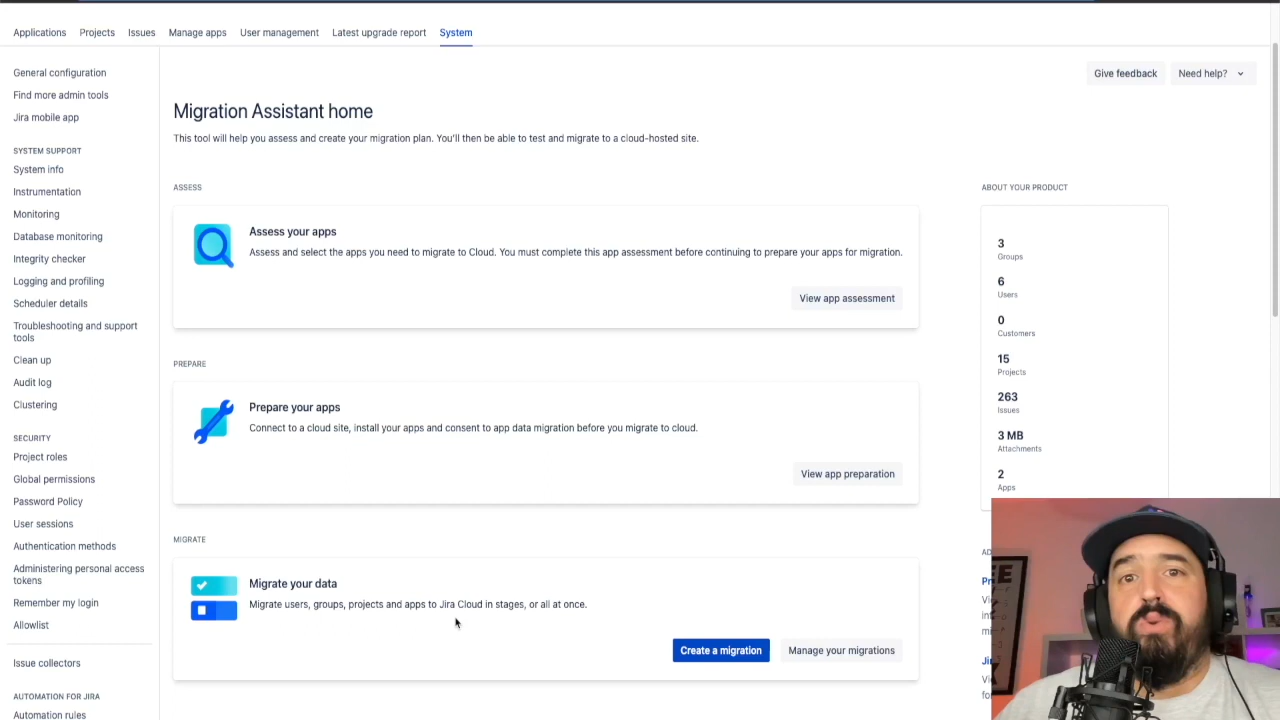 Applications Projects Issues Manage apps User management Latest upgrade report System
General configuration
Find more admin tools
Jira mobile app
SYSTEM SUPPORT
System info
Instrumentation
Monitoring
Database monitoring
Integrity checker
Logging and profiling
Scheduler details
Troubleshooting and support
tools
Clean up
Audit log
Clustering
SECURITY
Project roles
Global permissions
Password Policy
User sessions
Authentication methods
Administering personal access
tokens
Remember my login
Allowlist
Issue collectors
AUTOMATION FOR JIRA
Automation rules
Give feedback Need help?
Migration Assistant home
This tool will help you assess and create your migration plan. You'll then be able to test and migrate to a cloud-hosted site.
ASSESS
Assess your apps
Assess and select the apps you need to migrate to Cloud. You must complete this app assessment before continuing to prepare your apps for migration.
View app assessment
PREPARE
Prepare your apps
Connect to a cloud site, install your apps and consent to app data migration before you migrate to cloud.
View app preparation
MIGRATE
Migrate your data
Migrate users, groups, projects and apps to Jira Cloud in stages, or all at once.
Create a migration Manage your migrations
ABOUT YOUR PRODUCT
3
Groups
6
Users
0
Customers
15
Projects
263
Issues
3 MB
Attachments
2
Apps